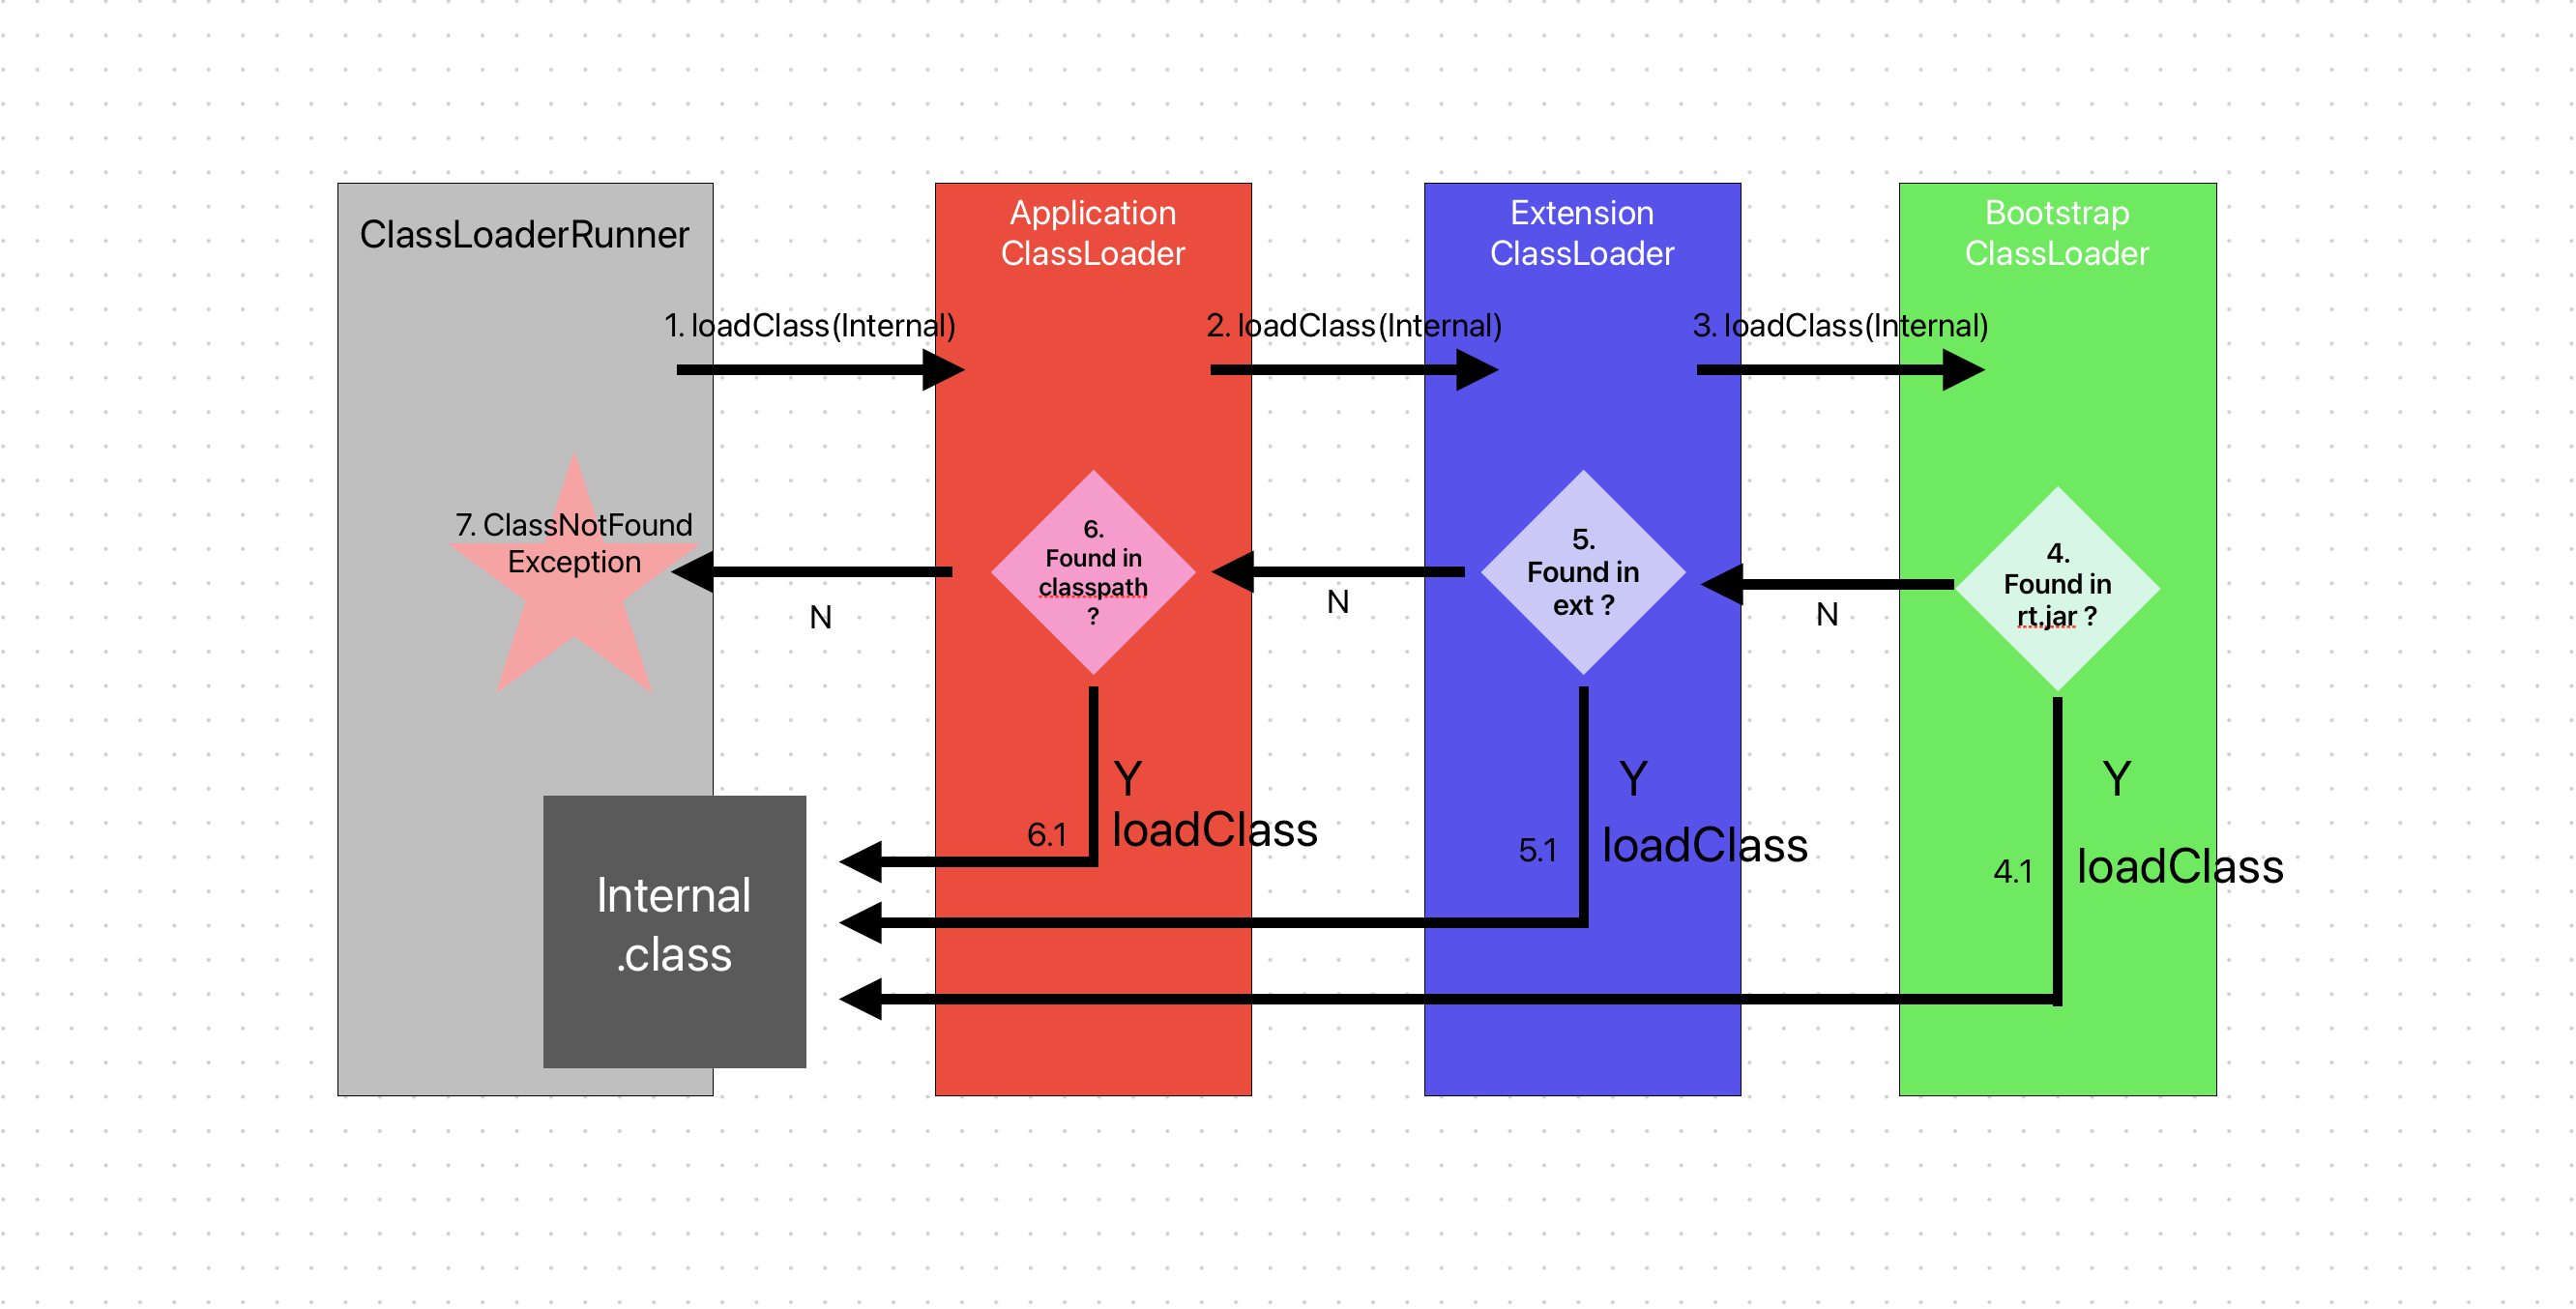 ClassLoaderRunner
Application
ClassLoader
Extension
ClassLoader
Bootstrap
ClassLoader
1. loadClass(Internal)
2. loadClass(Internal)
3. loadClass(Internal)
7. ClassNotFound
Exception
N
6.
Found in
classpath
?
N
5.
Found in
ext ?
N
4.
Found in
rt.jar ?
Y
6.1
loadClass
Y
5.1
loadClass
Y
4.1
loadClass
Internal
.class